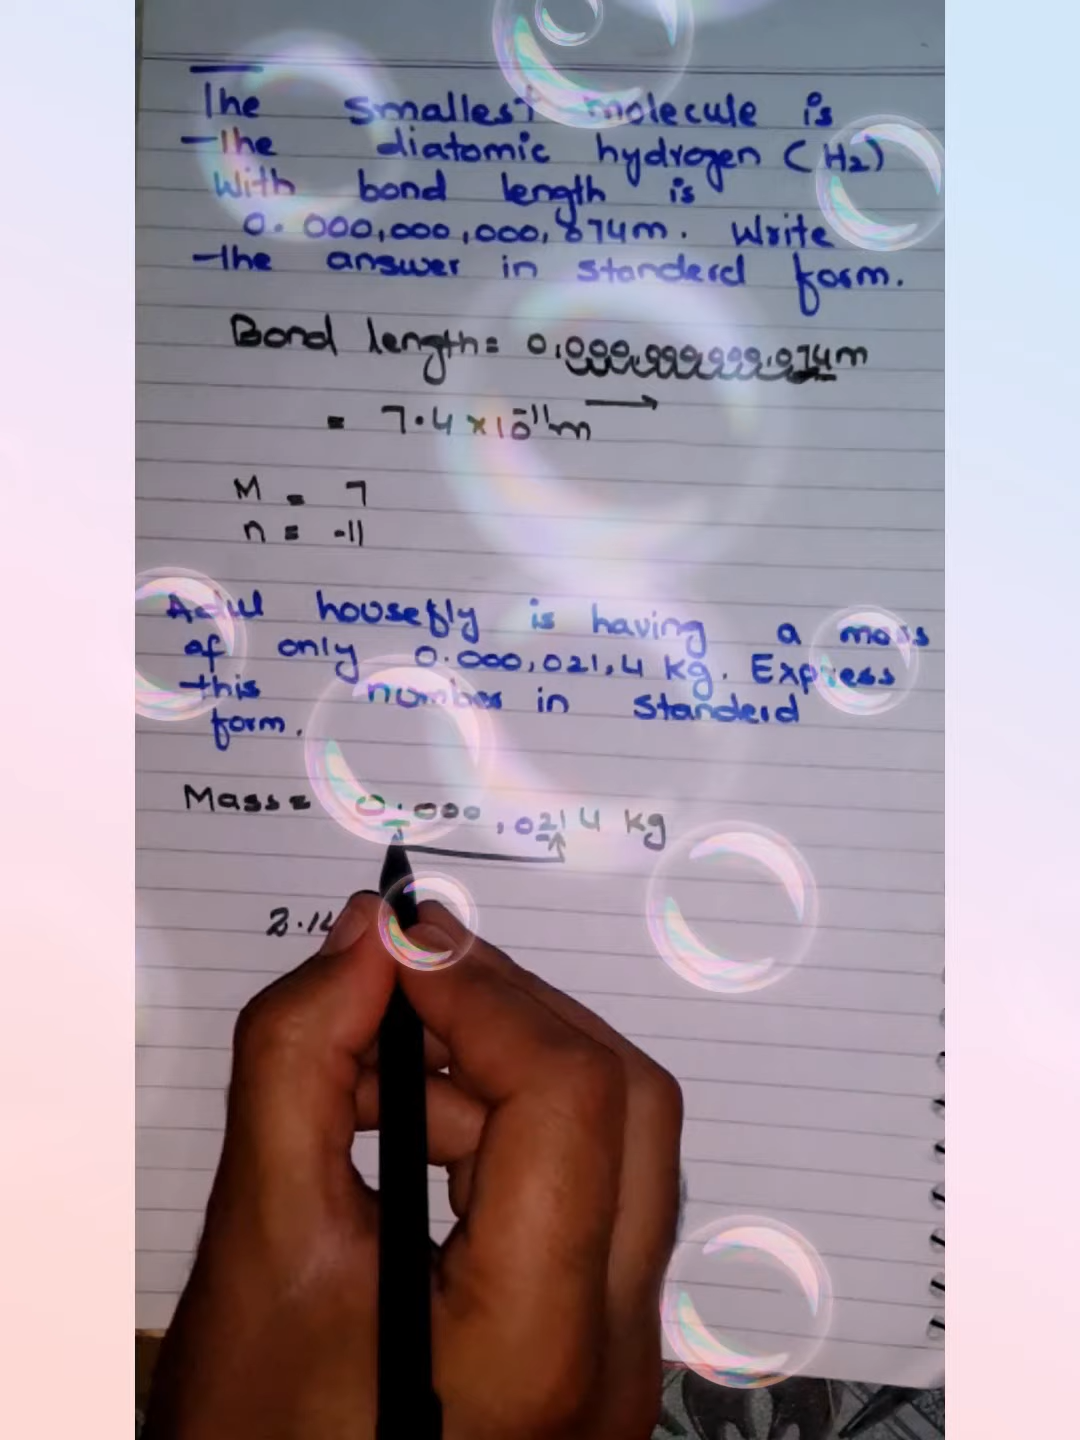 The smallest molecule is
the diatomic hydrogen (H2)
With bond length is
0.000,000,000,074m. Write
the answer in standerd form.
Bond length = 0.000,000,000,074m
= 7.4 × 10⁻¹¹m
M = 7
n = -11
housefly is having a mass
of only 0.000,021,4 kg. Express
this number in standerd
form.
Mass = 0.000,0214 kg
2.14